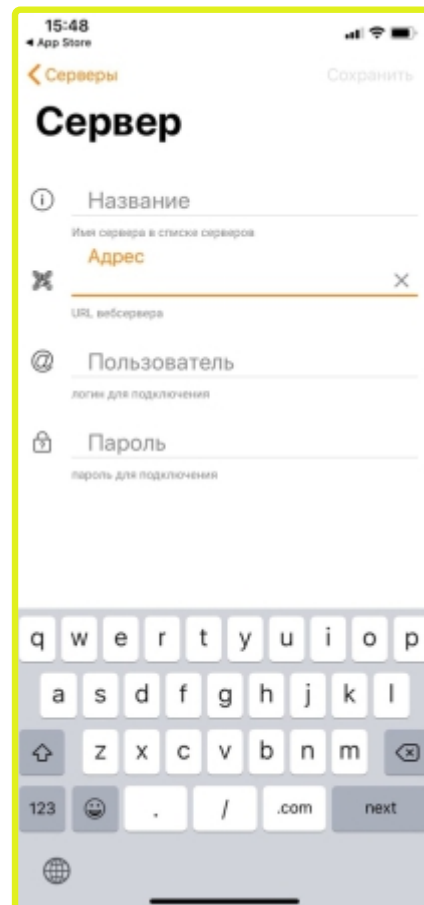 15:48
◀ App Store
Серверы
Сохранить
Сервер
Название
Имя сервера в списке серверов
Адрес
URL вебсервера
@ Пользователь
логин для подключения
Пароль
пароль для подключения
q w e r t y u i o p
a s d f g h j k l
z x c v b n m
123 . / .com next